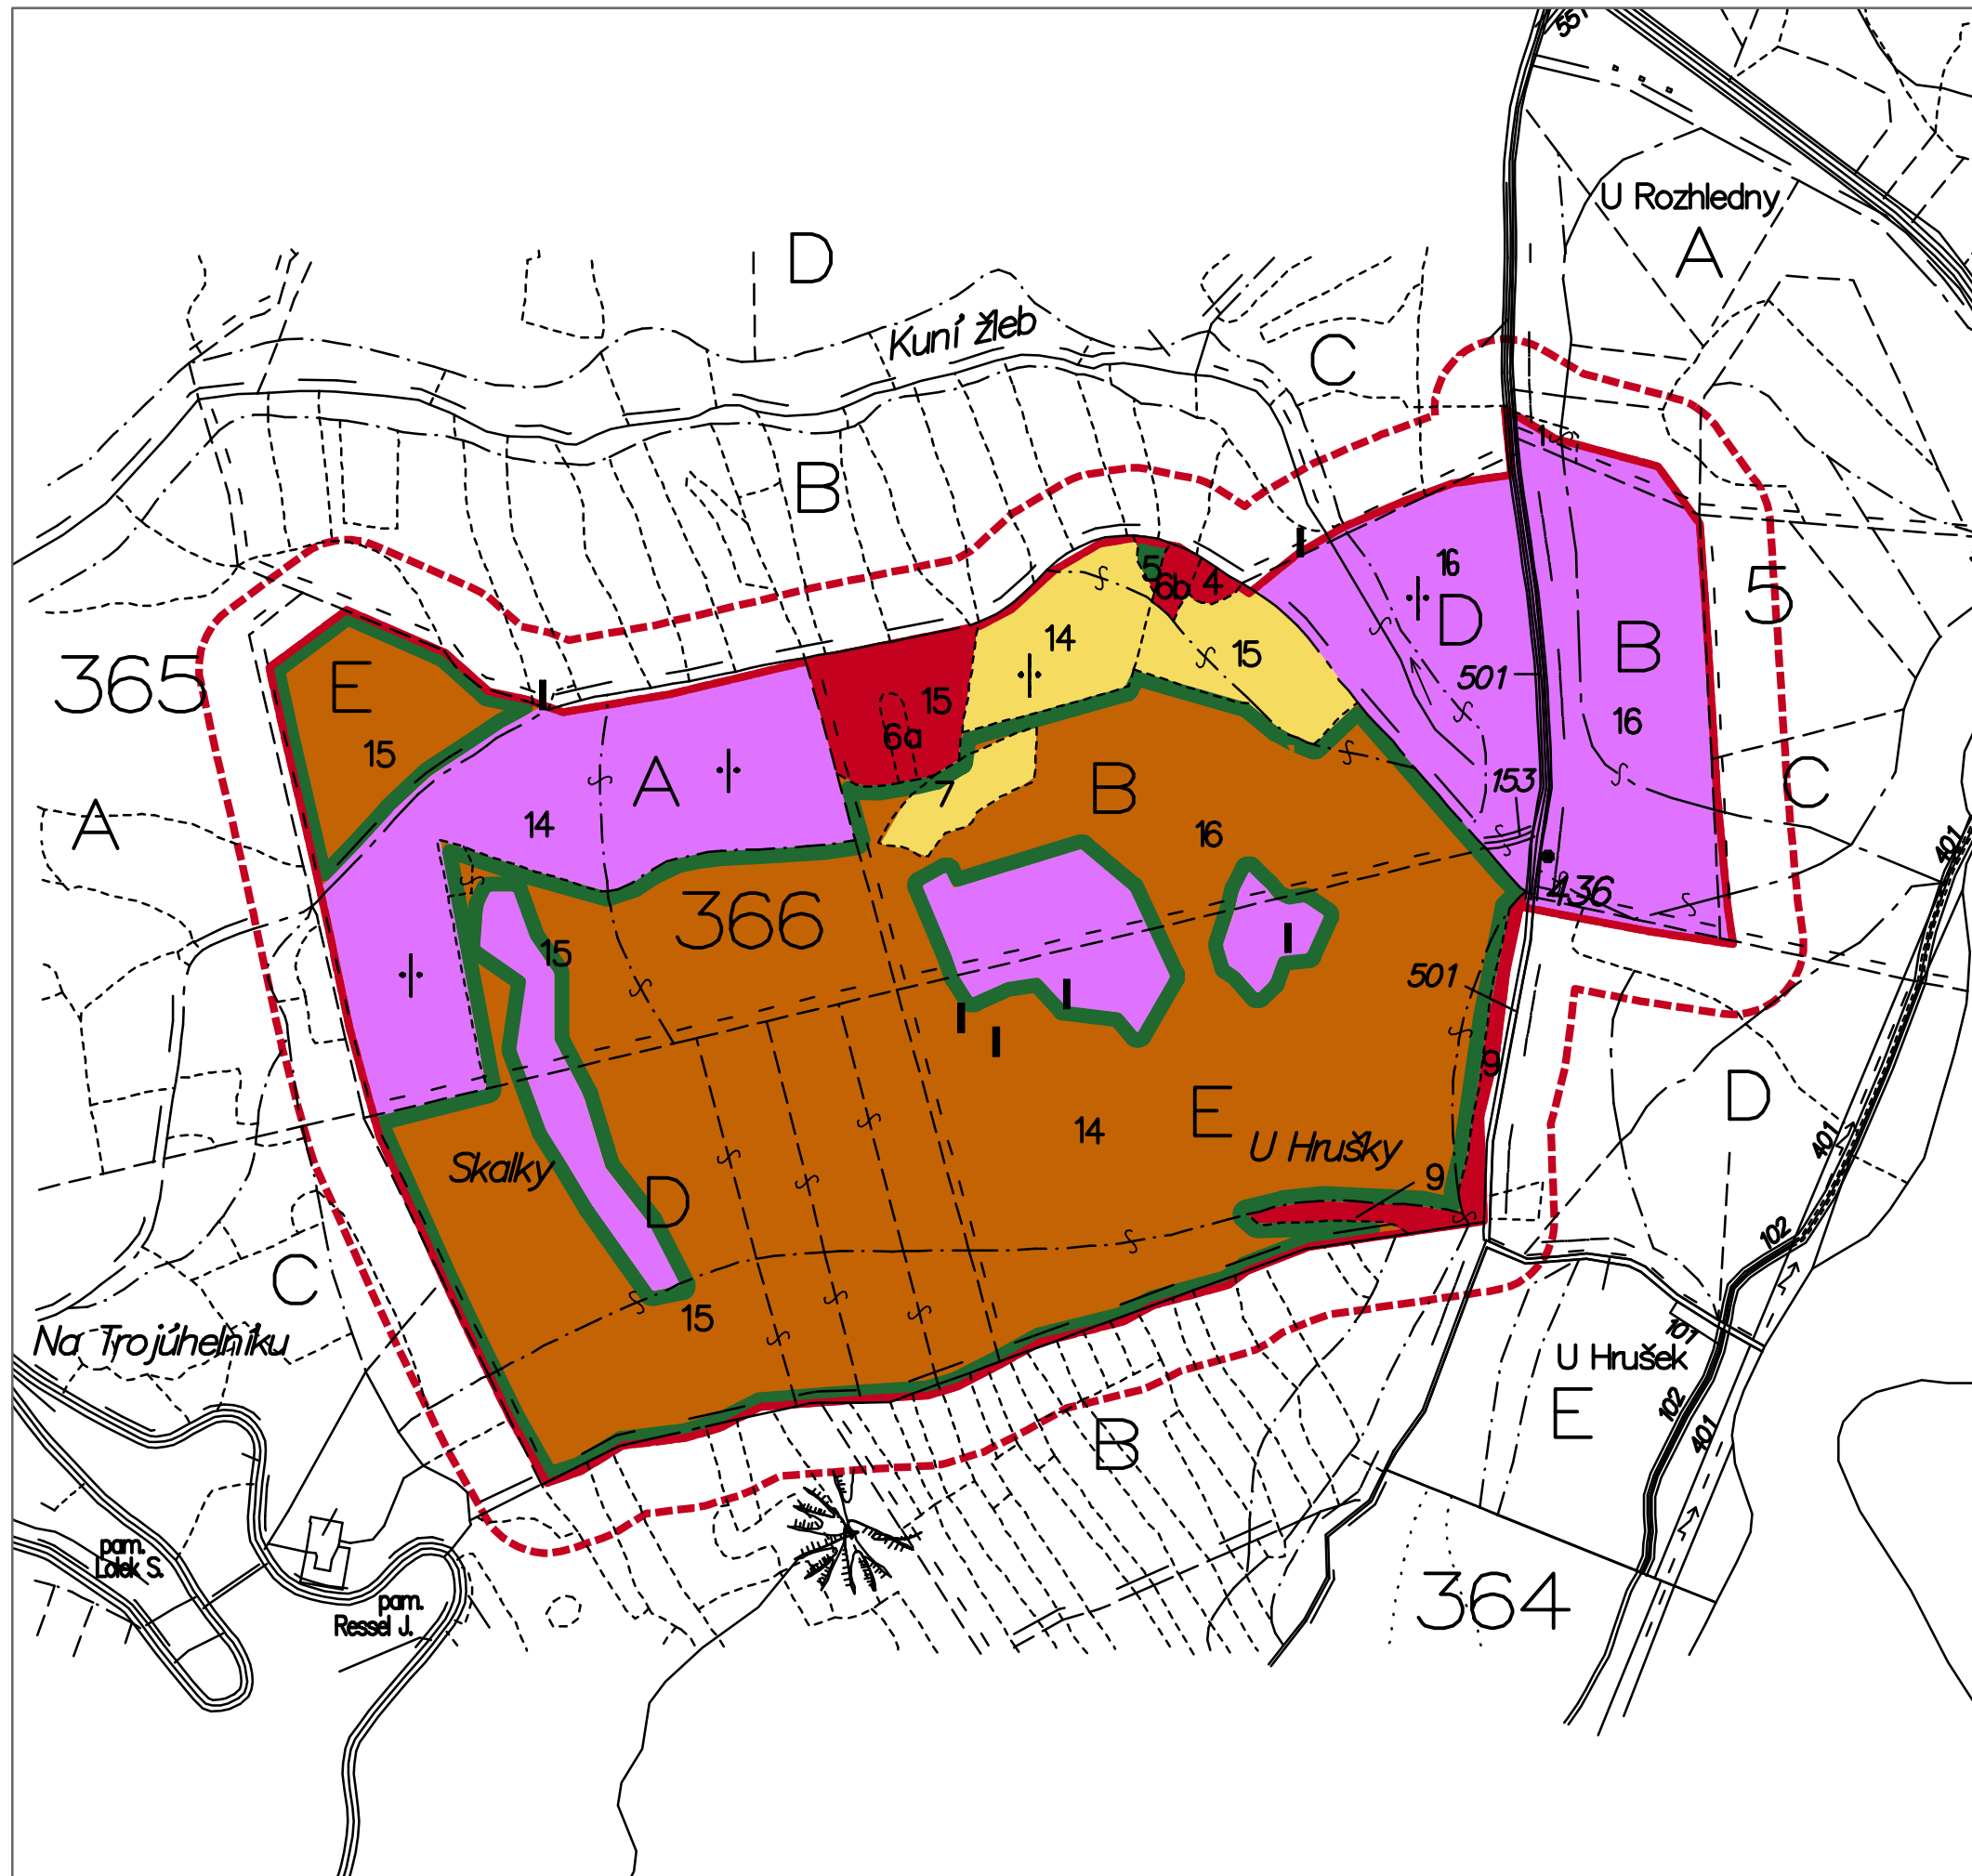 551
U Rozhledny
A
D
Kuní žleb
C
B
1
16
5
5
6b
4
D
B
14
15
365
E
501
15
15
16
6a
A
B
C
153
7
14
A
16
401
436
366
15
501
9
D
E
14
401
U Hrušky
Skalky
9
D
102
C
15
Na Trojúhelníku
101
U Hrušek
102
E
B
401
pam.
Lolek S.
364
pam.
Ressel J.